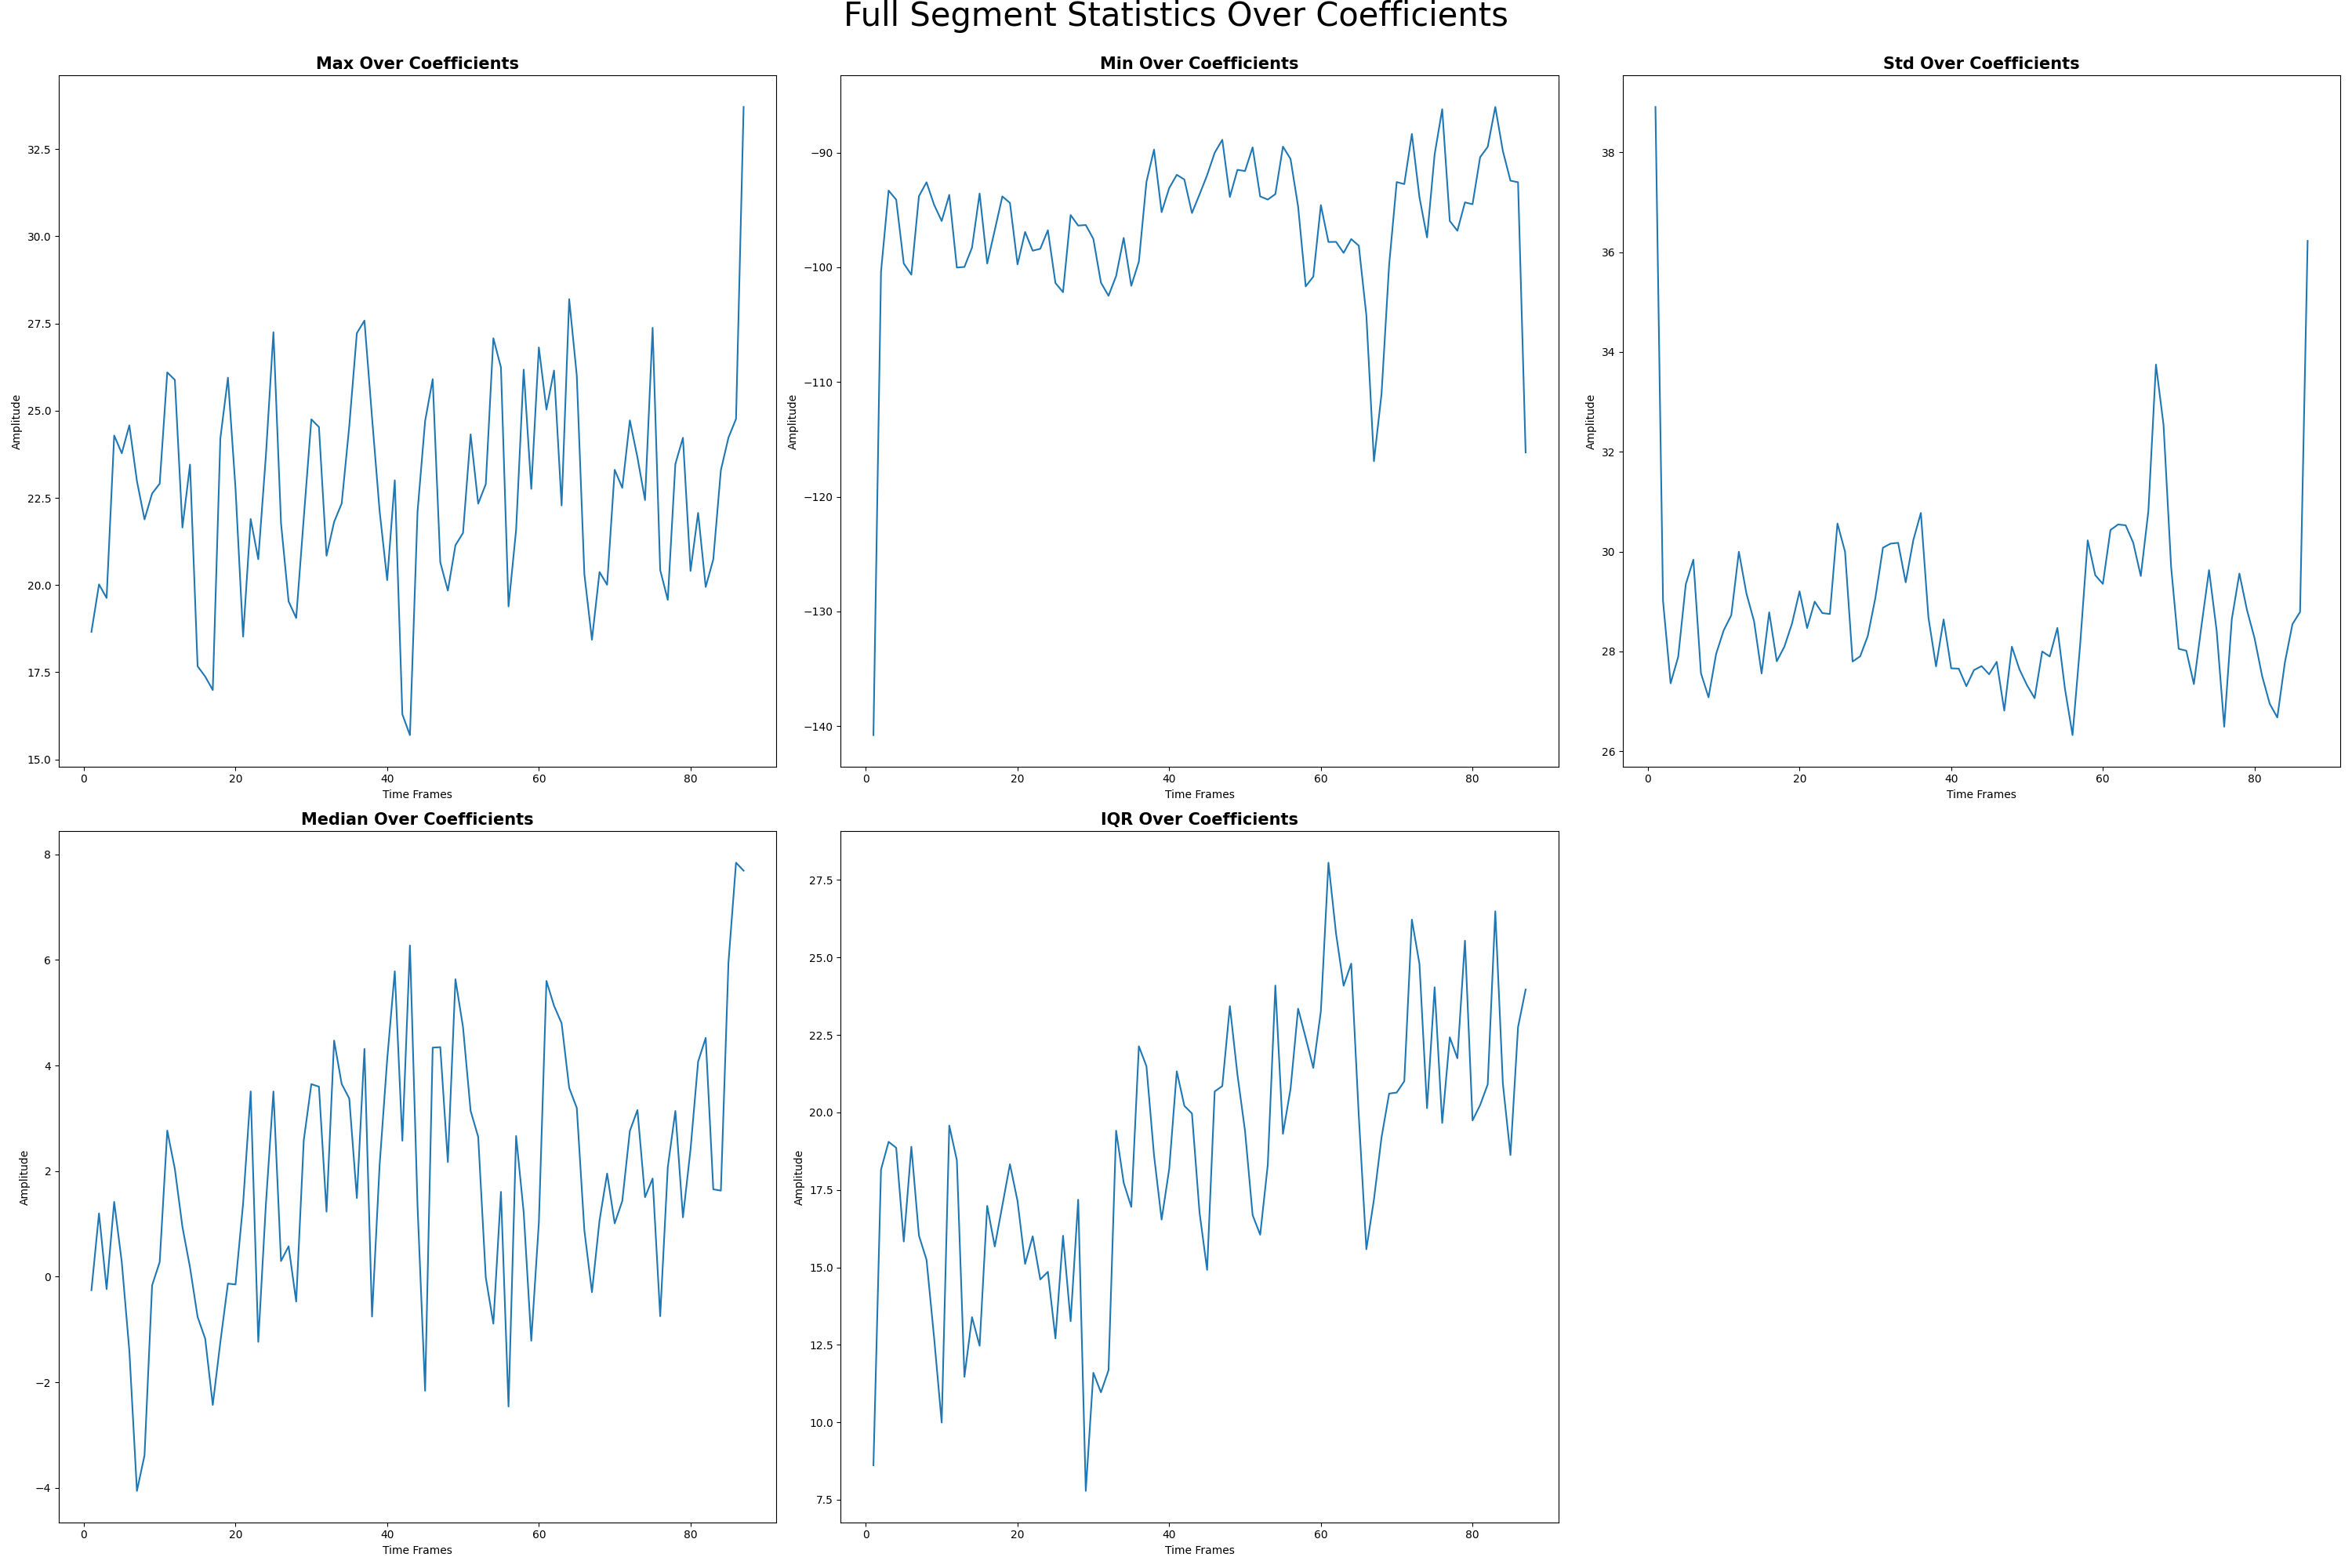 Full Segment Statistics Over Coefficients
Max Over Coefficients
Amplitude
32.5
30.0
27.5
25.0
22.5
20.0
17.5
15.0
0 20 40 60 80
Time Frames
Min Over Coefficients
Amplitude
−90
−100
−110
−120
−130
−140
0 20 40 60 80
Time Frames
Std Over Coefficients
Amplitude
38
36
34
32
30
28
26
0 20 40 60 80
Time Frames
Median Over Coefficients
Amplitude
8
6
4
2
0
−2
−4
0 20 40 60 80
Time Frames
IQR Over Coefficients
Amplitude
27.5
25.0
22.5
20.0
17.5
15.0
12.5
10.0
7.5
0 20 40 60 80
Time Frames